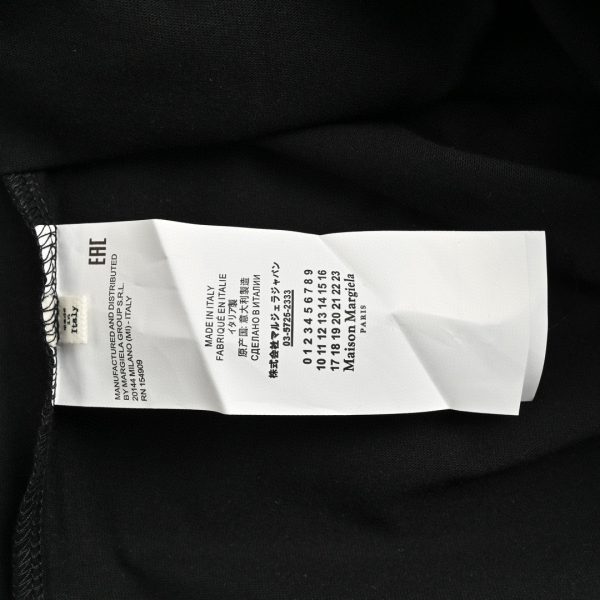 0 1 2 3 4 5 6 7 8 9
10 11 12 13 14 15 16
17 18 19 20 21 22 23
Maison Margiela
PARIS
株式会社マルジェラジャパン
03-5725-2333
MADE IN ITALY
FABRIQUÉ EN ITALIE
イタリア製
原产国: 意大利制造
СДЕЛАНО В ИТАЛИИ
EAC
MANUFACTURED AND DISTRIBUTED
BY MARGIELA GROUP S.R.L.
20144 MILANO (MI) - ITALY
RN 154909
Italy